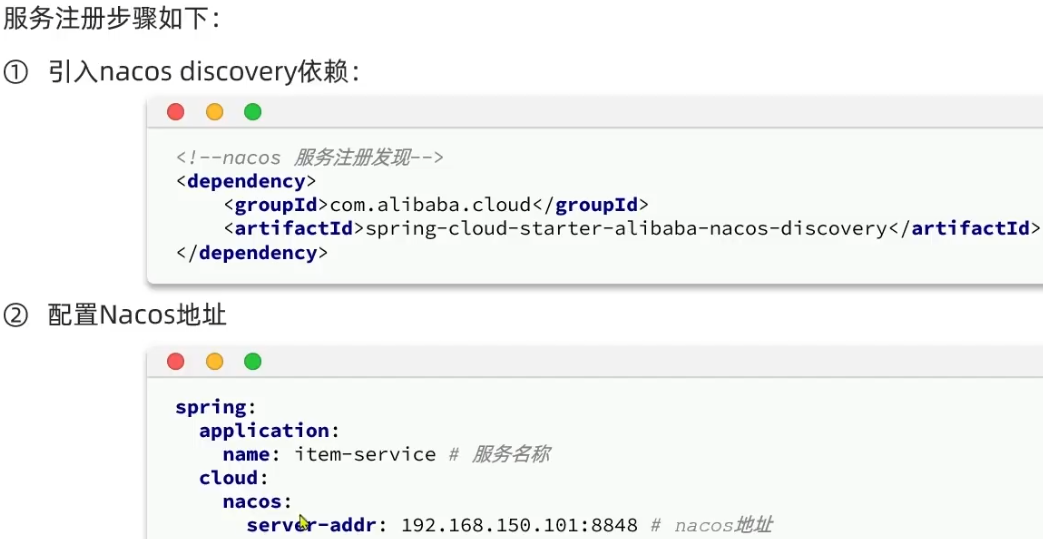 服务注册步骤如下：
① 引入nacos discovery依赖：
<!--nacos 服务注册发现-->
<dependency>
    <groupId>com.alibaba.cloud</groupId>
    <artifactId>spring-cloud-starter-alibaba-nacos-discovery</artifactId>
</dependency>
② 配置Nacos地址
spring:
  application:
    name: item-service # 服务名称
  cloud:
    nacos:
      server-addr: 192.168.150.101:8848 # nacos地址